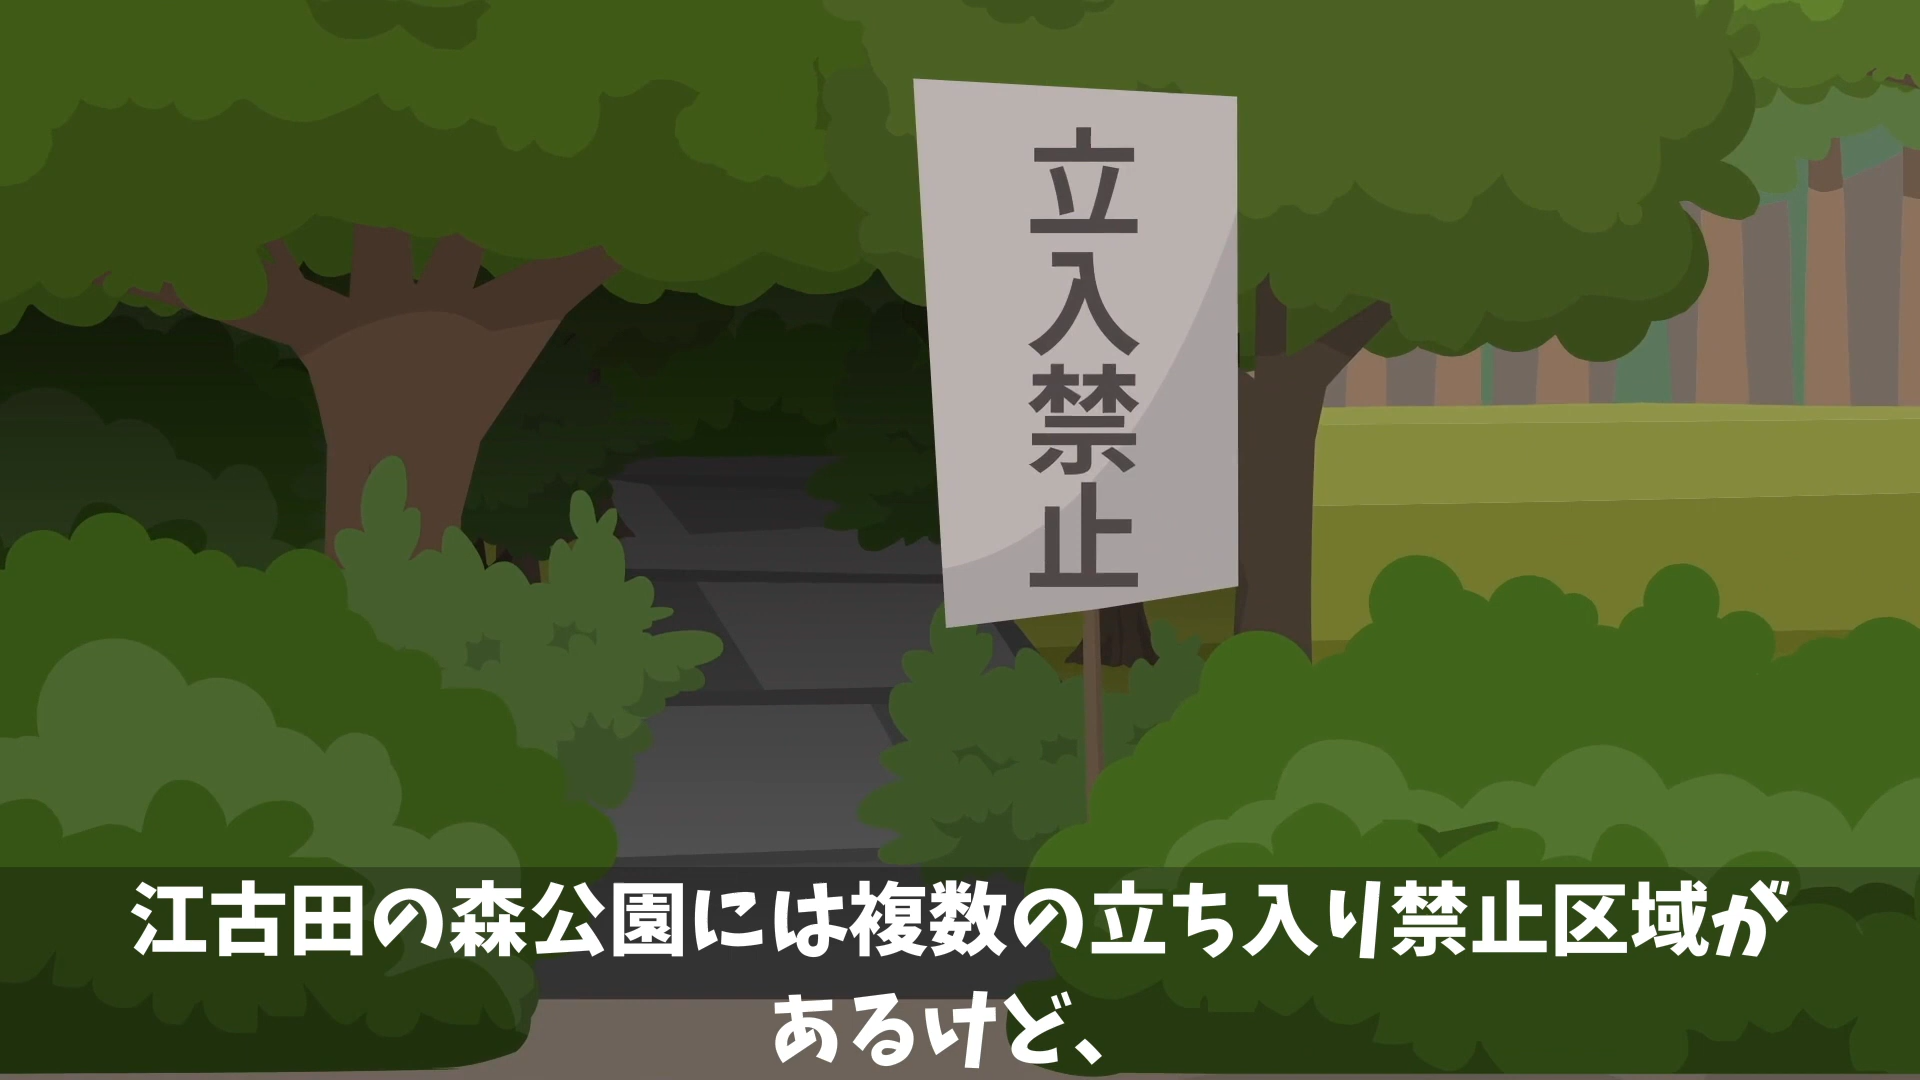 立入禁止
江古田の森公園には複数の立ち入り禁止区域が
あるけど、